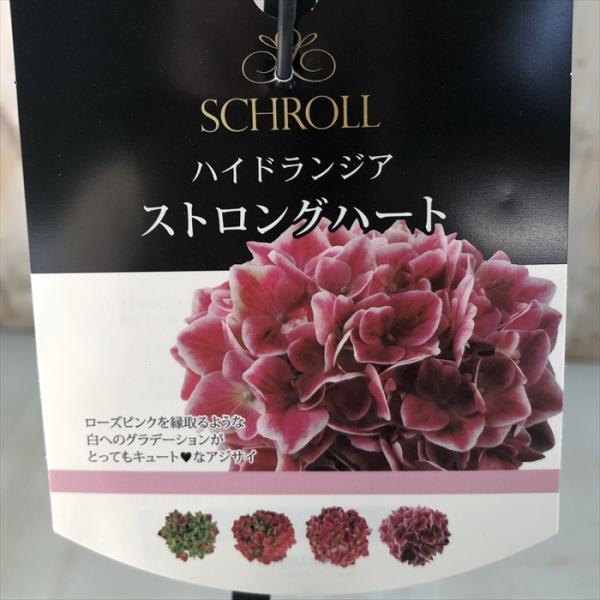 SCHROLL
ハイドランジア
ストロングハート
ローズピンクを縁取るような
白へのグラデーションが
とってもキュート♥なアジサイ